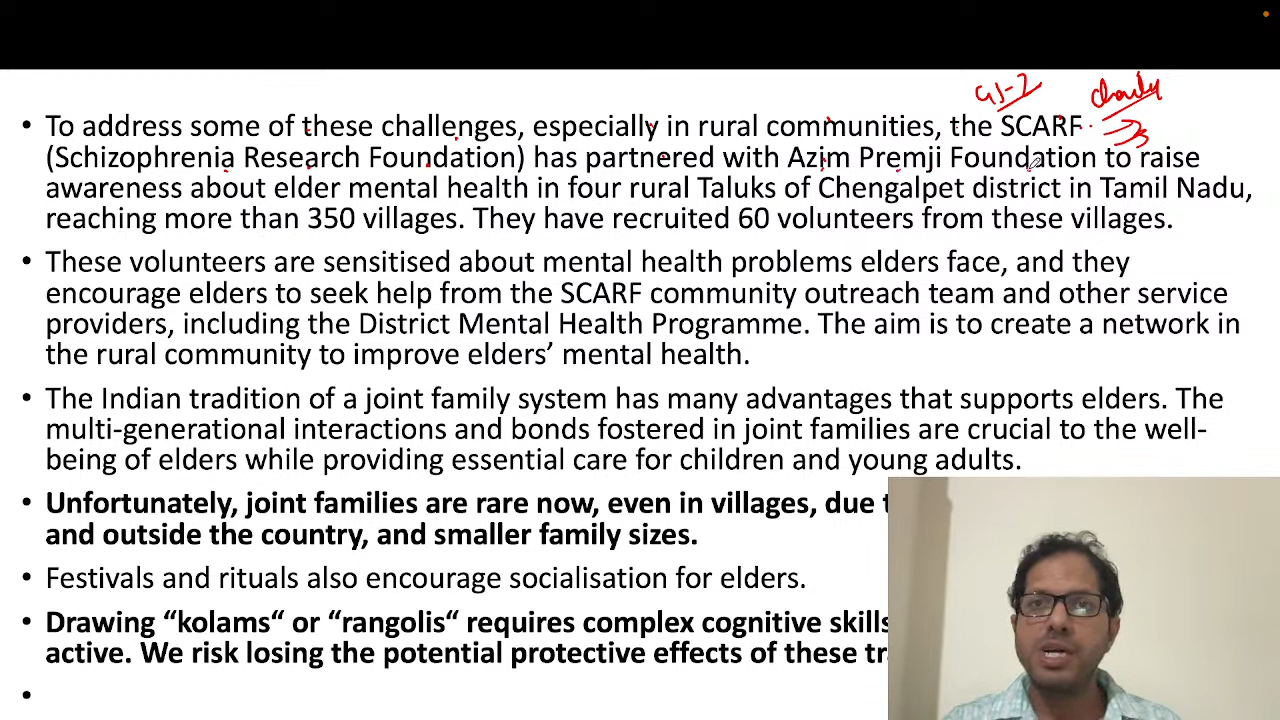 GS-2 charity
• To address some of these challenges, especially in rural communities, the SCARF
(Schizophrenia Research Foundation) has partnered with Azim Premji Foundation to raise
awareness about elder mental health in four rural Taluks of Chengalpet district in Tamil Nadu,
reaching more than 350 villages. They have recruited 60 volunteers from these villages.
• These volunteers are sensitised about mental health problems elders face, and they
encourage elders to seek help from the SCARF community outreach team and other service
providers, including the District Mental Health Programme. The aim is to create a network in
the rural community to improve elders’ mental health.
• The Indian tradition of a joint family system has many advantages that supports elders. The
multi-generational interactions and bonds fostered in joint families are crucial to the well-
being of elders while providing essential care for children and young adults.
• Unfortunately, joint families are rare now, even in villages, due
and outside the country, and smaller family sizes.
• Festivals and rituals also encourage socialisation for elders.
• Drawing “kolams“ or “rangolis“ requires complex cognitive skills
active. We risk losing the potential protective effects of these
•